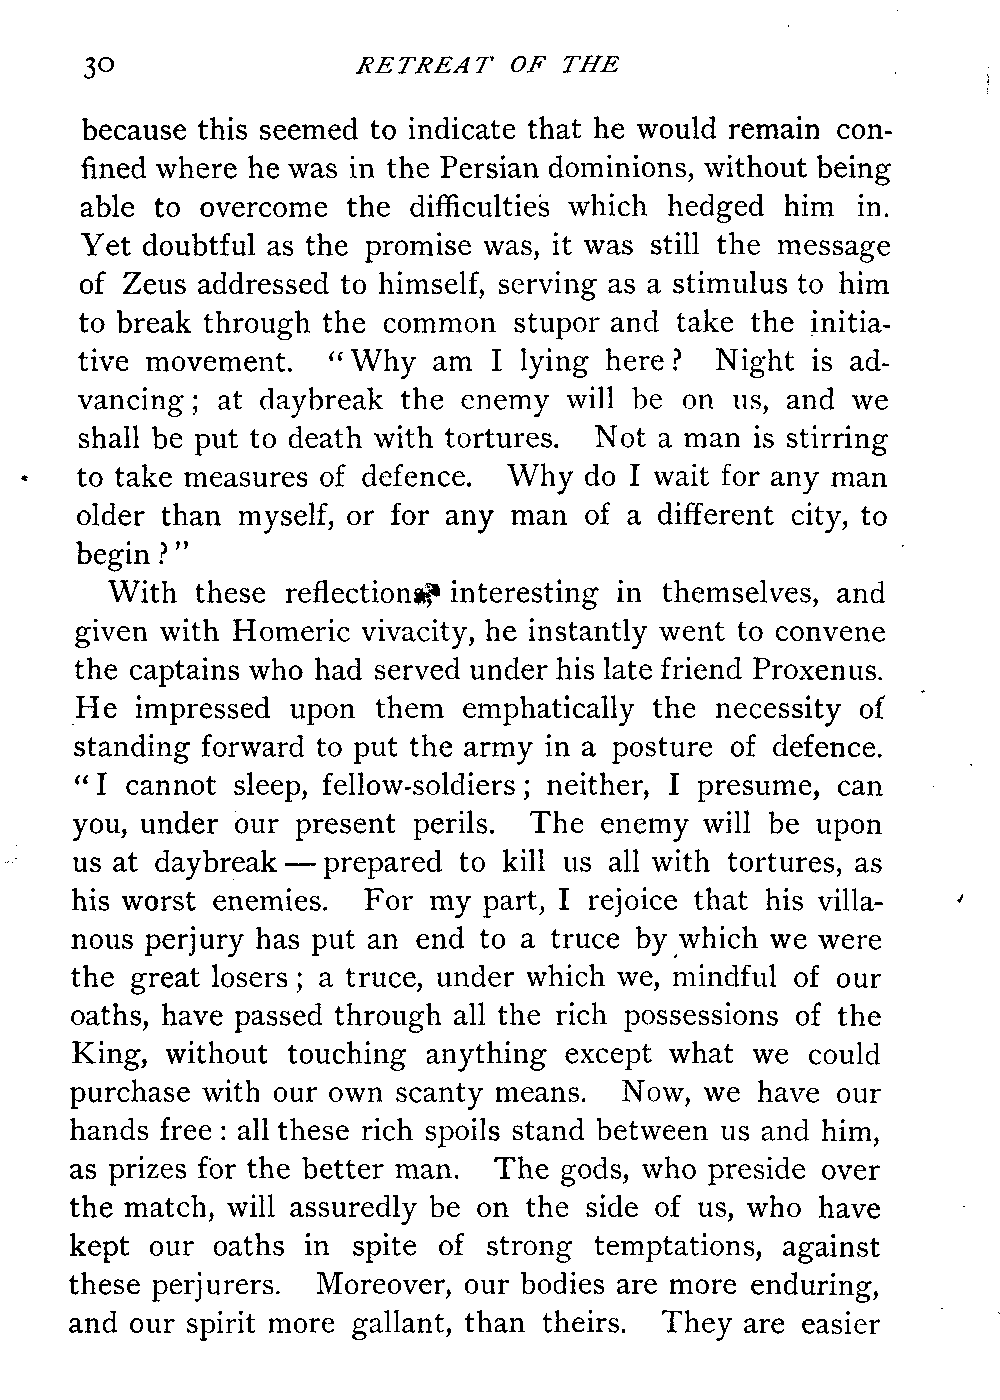 30 RETREAT OF THE
because this seemed to indicate that he would remain con-
fined where he was in the Persian dominions, without being
able to overcome the difficulties which hedged him in.
Yet doubtful as the promise was, it was still the message
of Zeus addressed to himself, serving as a stimulus to him
to break through the common stupor and take the initia-
tive movement. “Why am I lying here? Night is ad-
vancing; at daybreak the enemy will be on us, and we
shall be put to death with tortures. Not a man is stirring
to take measures of defence. Why do I wait for any man
older than myself, or for any man of a different city, to
begin?”
With these reflections, interesting in themselves, and
given with Homeric vivacity, he instantly went to convene
the captains who had served under his late friend Proxenus.
He impressed upon them emphatically the necessity of
standing forward to put the army in a posture of defence.
“I cannot sleep, fellow-soldiers; neither, I presume, can
you, under our present perils. The enemy will be upon
us at daybreak — prepared to kill us all with tortures, as
his worst enemies. For my part, I rejoice that his villa-
nous perjury has put an end to a truce by which we were
the great losers; a truce, under which we, mindful of our
oaths, have passed through all the rich possessions of the
King, without touching anything except what we could
purchase with our own scanty means. Now, we have our
hands free: all these rich spoils stand between us and him,
as prizes for the better man. The gods, who preside over
the match, will assuredly be on the side of us, who have
kept our oaths in spite of strong temptations, against
these perjurers. Moreover, our bodies are more enduring,
and our spirit more gallant, than theirs. They are easier